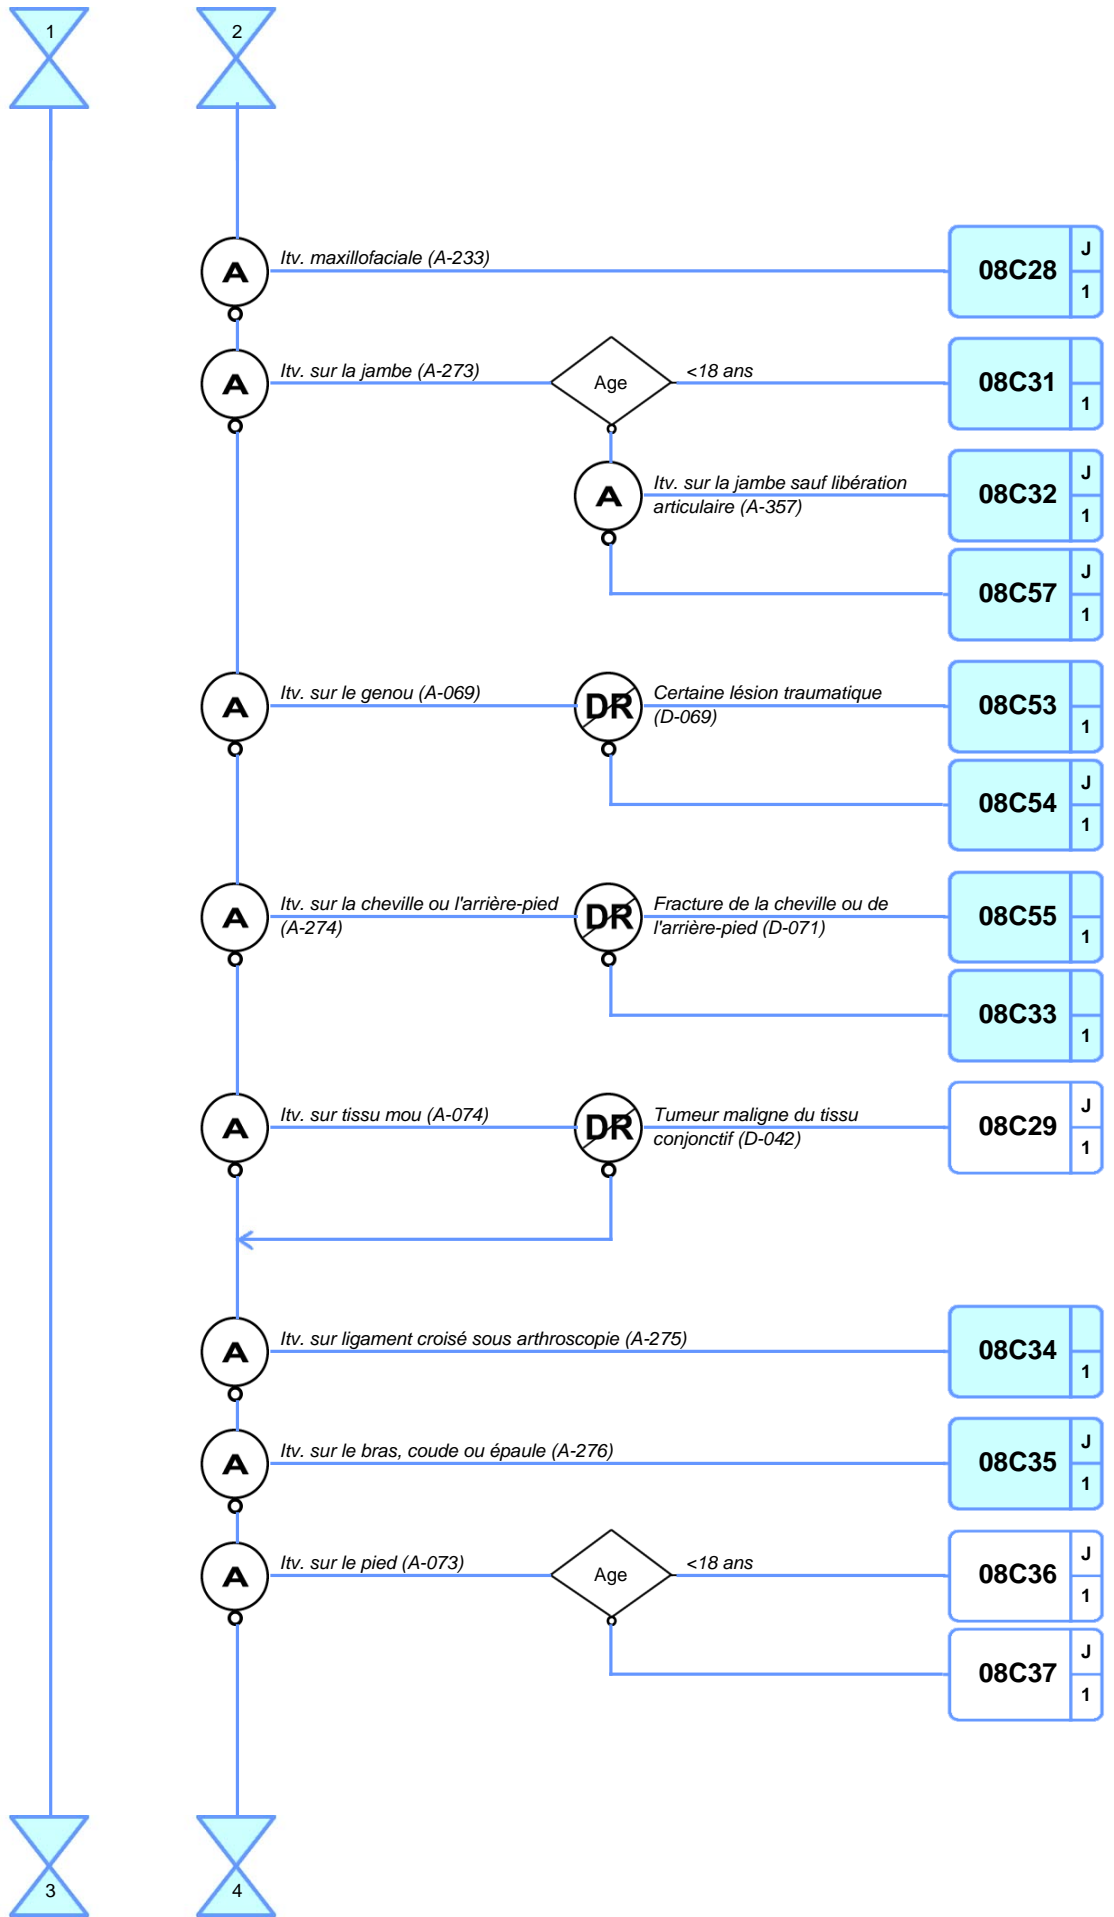 1
2
A
Itv. maxillofaciale (A-233)
08C28
J
1
A
Itv. sur la jambe (A-273)
Age
<18 ans
08C31
1
A
Itv. sur la jambe sauf libération
articulaire (A-357)
08C32
J
1
08C57
J
1
A
Itv. sur le genou (A-069)
DR
Certaine lésion traumatique
(D-069)
08C53
1
08C54
J
1
A
Itv. sur la cheville ou l'arrière-pied
(A-274)
DR
Fracture de la cheville ou de
l'arrière-pied (D-071)
08C55
1
08C33
1
A
Itv. sur tissu mou (A-074)
DR
Tumeur maligne du tissu
conjonctif (D-042)
08C29
J
1
A
Itv. sur ligament croisé sous arthroscopie (A-275)
08C34
1
A
Itv. sur le bras, coude ou épaule (A-276)
08C35
J
1
A
Itv. sur le pied (A-073)
Age
<18 ans
08C36
J
1
08C37
J
1
3
4